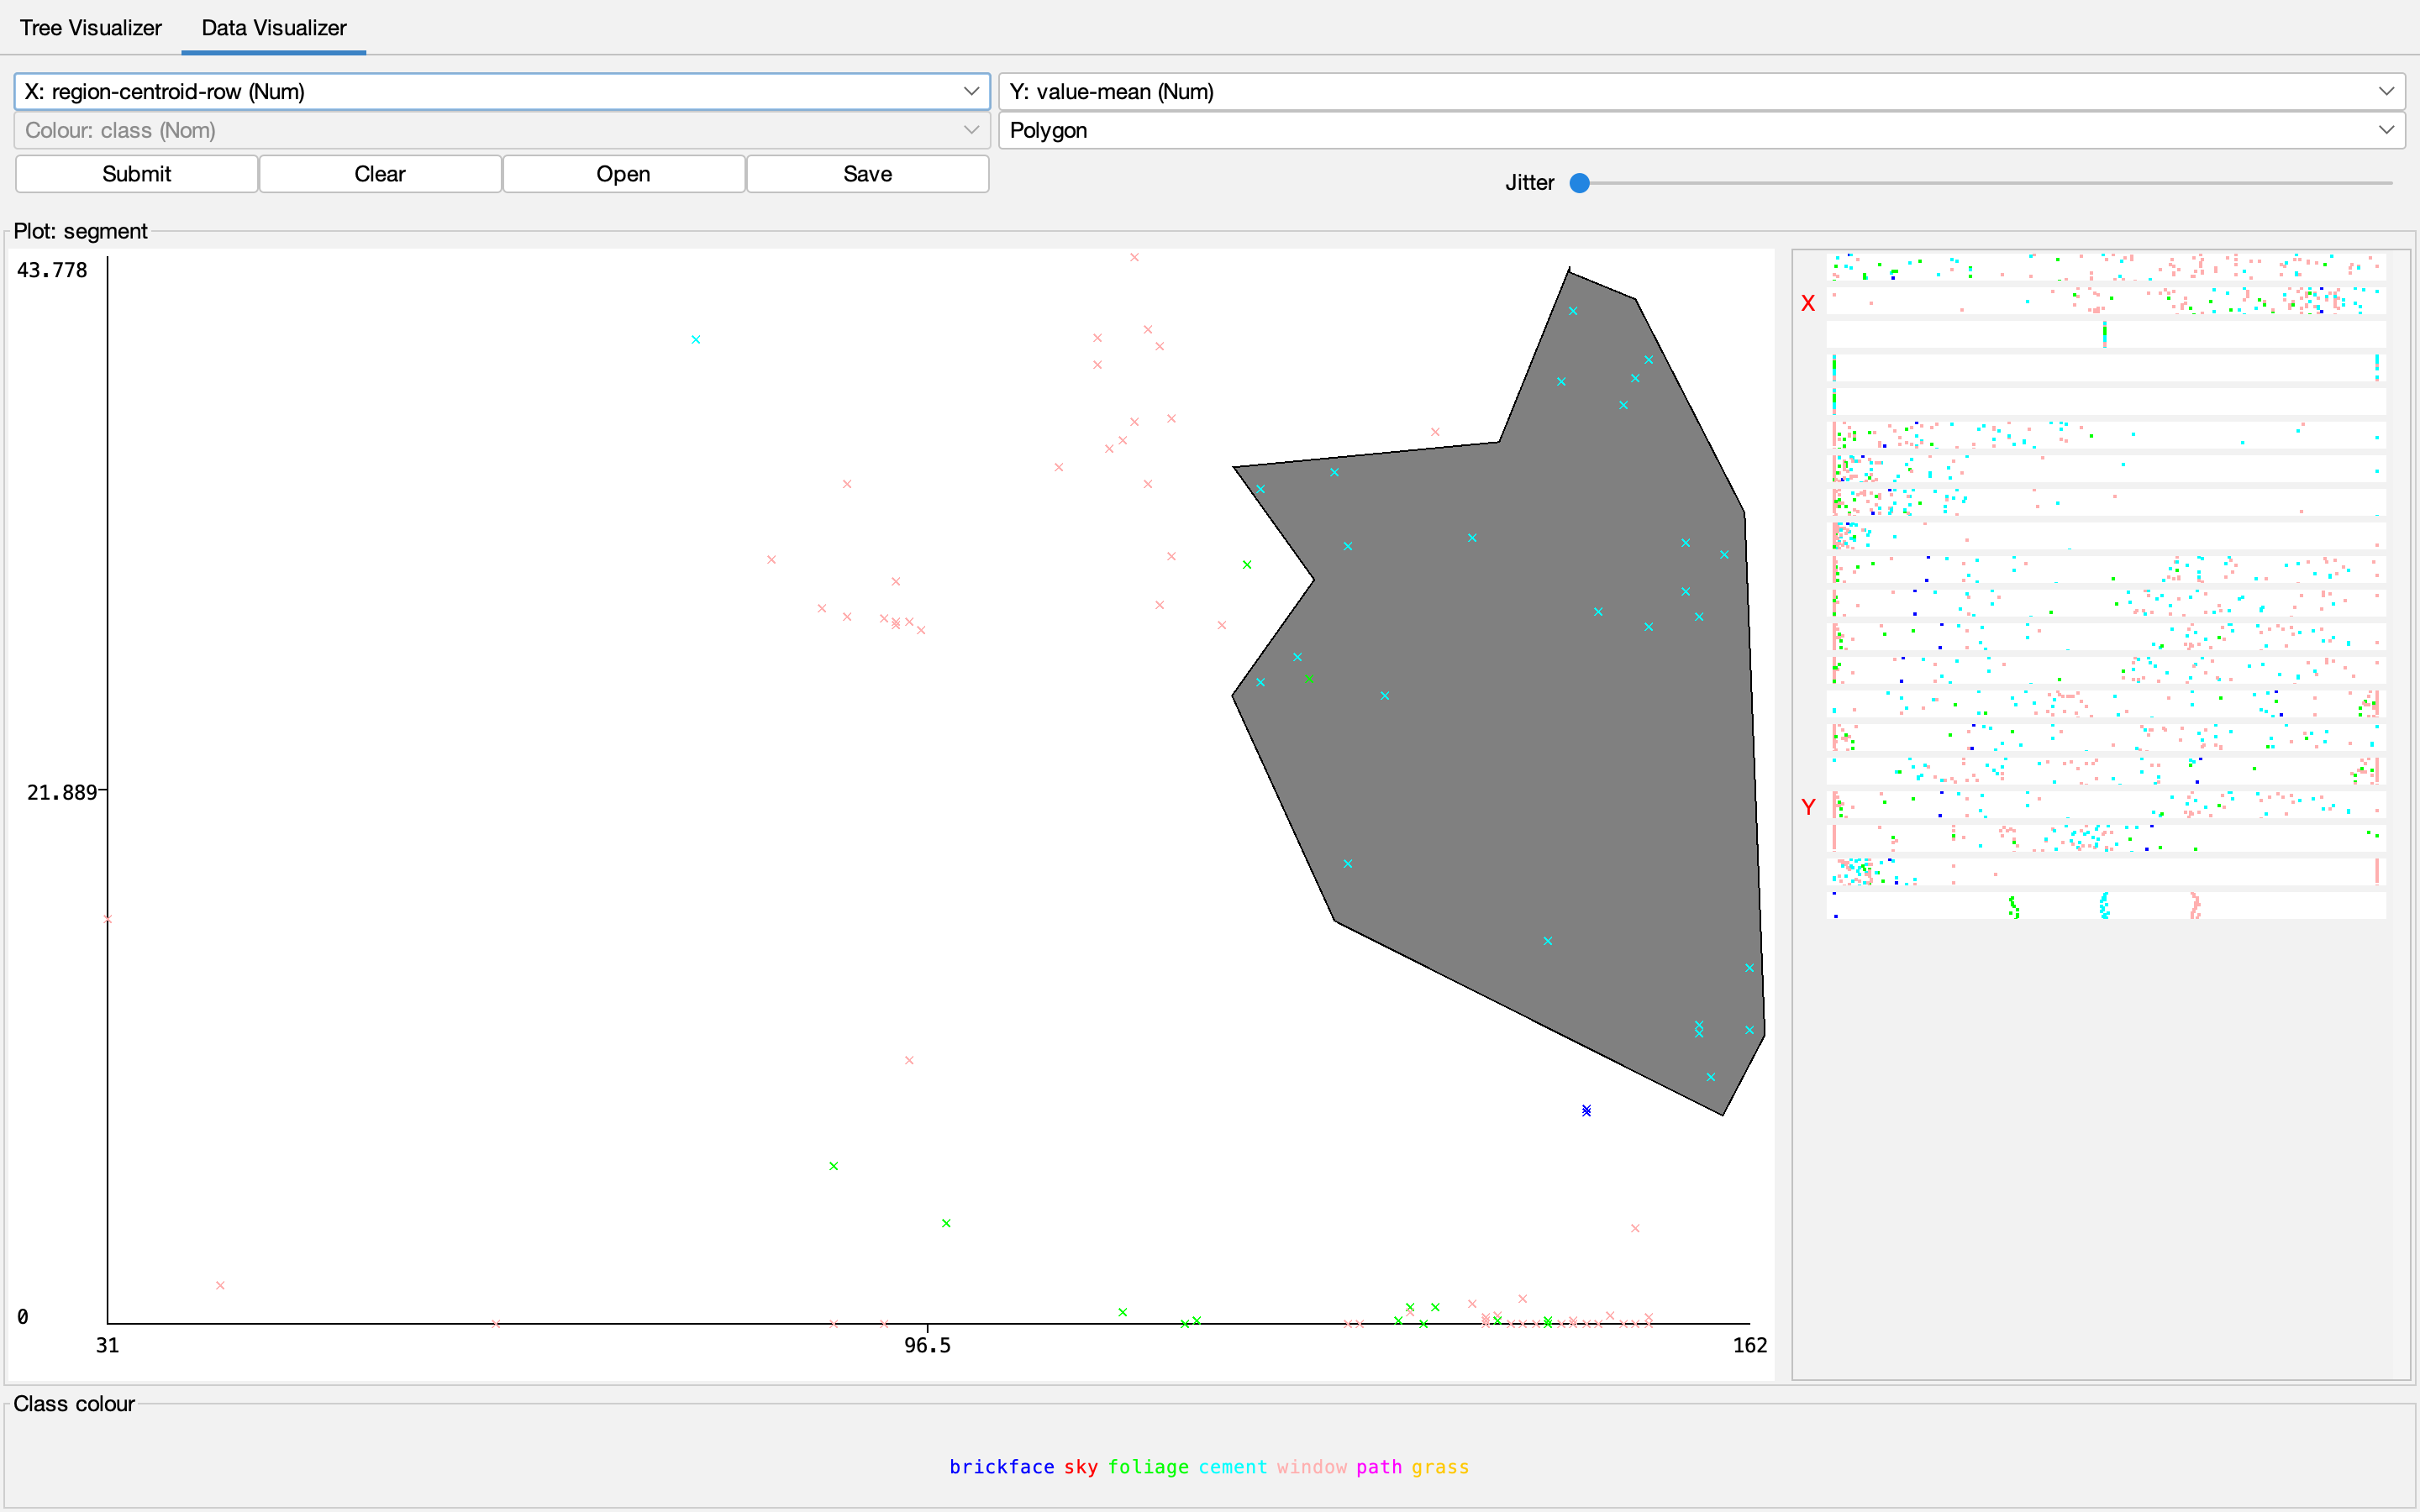 Tree Visualizer Data Visualizer
X: region-centroid-row (Num) Y: value-mean (Num)
Colour: class (Nom) Polygon
Submit Clear Open Save Jitter
Plot: segment
43.778
X
21.889
Y
0
31 96.5 162
Class colour
brickface sky foliage cement window path grass